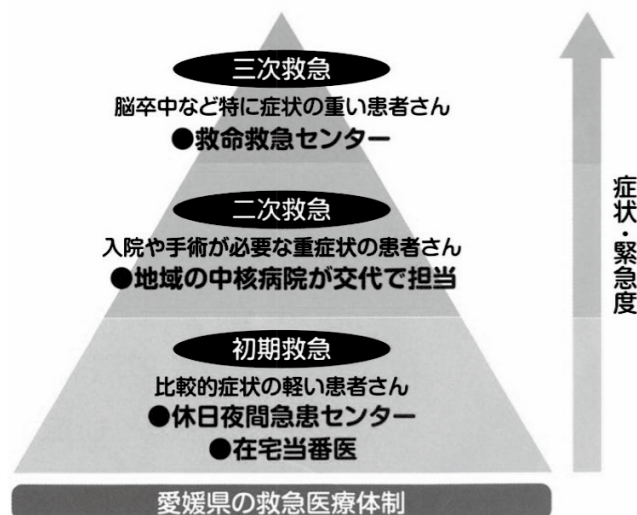 三次救急
脳卒中など特に症状の重い患者さん
●救命救急センター
二次救急
入院や手術が必要な重症状の患者さん
●地域の中核病院が交代で担当
初期救急
比較的症状の軽い患者さん
●休日夜間急患センター
●在宅当番医
症状・緊急度
愛媛県の救急医療体制